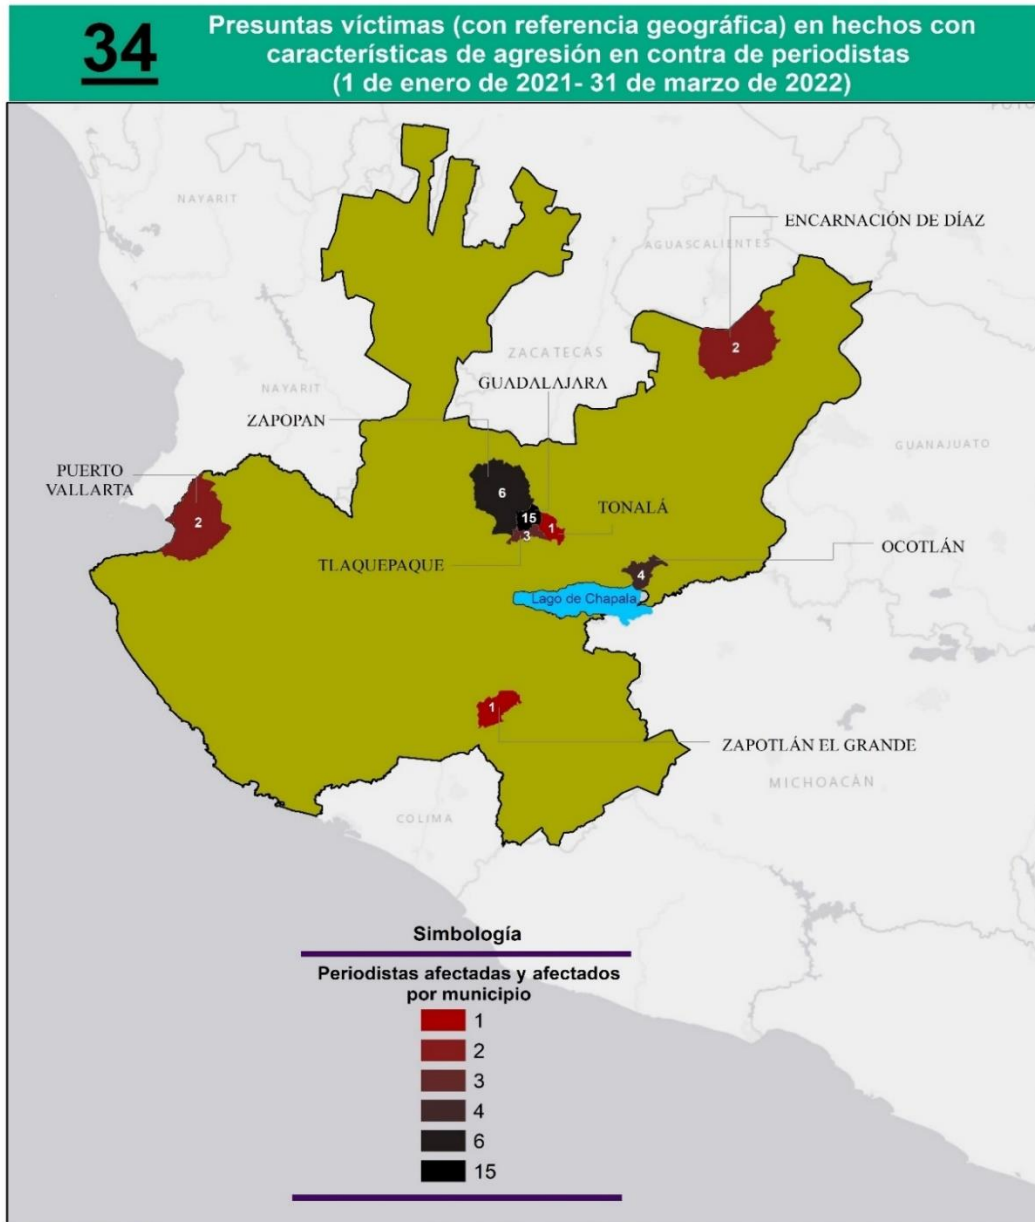 34
Presuntas víctimas (con referencia geográfica) en hechos con
características de agresión en contra de periodistas
(1 de enero de 2021- 31 de marzo de 2022)
NAYARIT
AGUASCALIENTES
ENCARNACIÓN DE DÍAZ
2
ZACATECAS
NAYARIT
GUADALAJARA
ZAPOPAN
GUANAJUATO
PUERTO
VALLARTA
2
6
15
3
1
TONALÁ
TLAQUEPAQUE
OCOTLÁN
4
Lago de Chapala
1
ZAPOTLÁN EL GRANDE
MICHOACÁN
COLIMA
Simbología
Periodistas afectadas y afectados
por municipio
1
2
3
4
6
15